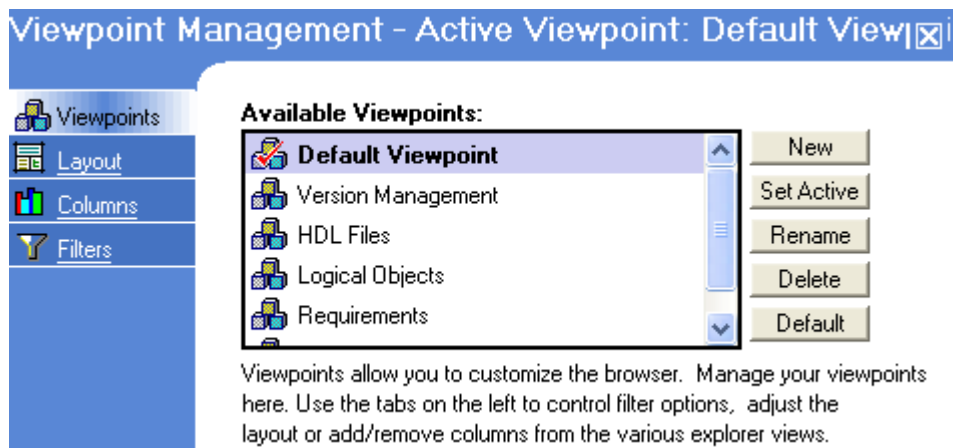 Viewpoint Management - Active Viewpoint: Default View
Viewpoints
Layout
Columns
Filters
Available Viewpoints:
Default Viewpoint
Version Management
HDL Files
Logical Objects
Requirements
New
Set Active
Rename
Delete
Default
Viewpoints allow you to customize the browser. Manage your viewpoints
here. Use the tabs on the left to control filter options, adjust the
layout or add/remove columns from the various explorer views.